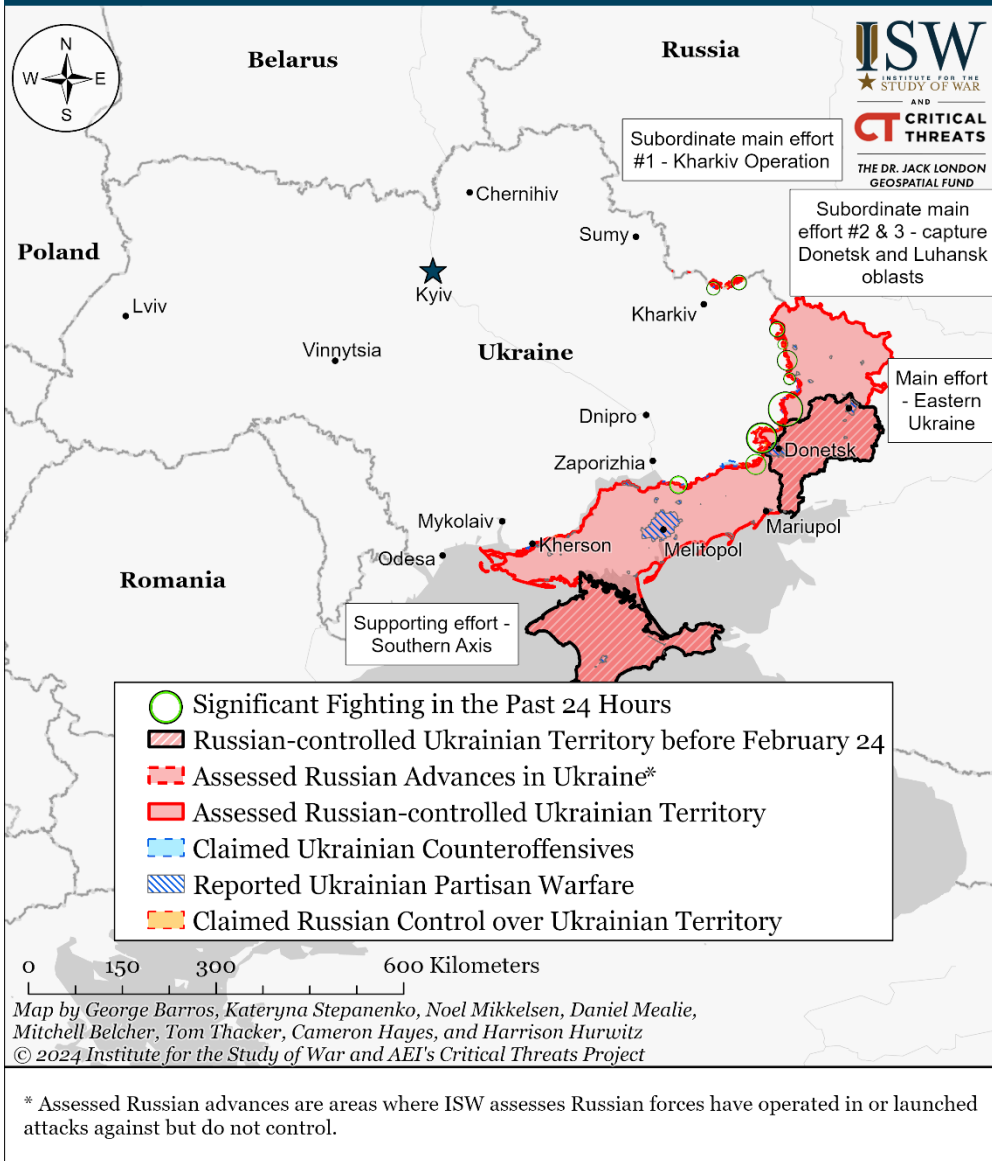 N
W
E
S
Belarus
Russia
ISW
INSTITUTE FOR THE
STUDY OF WAR
AND
CT CRITICAL
THREATS
THE DR. JACK LONDON
GEOSPATIAL FUND
Subordinate main effort
#1 - Kharkiv Operation
Subordinate main
effort #2 & 3 - capture
Donetsk and Luhansk
oblasts
Chernihiv
Sumy
Poland
Kyiv
Lviv
Kharkiv
Vinnytsia
Ukraine
Main effort
- Eastern
Ukraine
Dnipro
Donetsk
Zaporizhia
Mykolaiv
Mariupol
Kherson
Melitopol
Odesa
Romania
Supporting effort -
Southern Axis
Significant Fighting in the Past 24 Hours
Russian-controlled Ukrainian Territory before February 24
Assessed Russian Advances in Ukraine*
Assessed Russian-controlled Ukrainian Territory
Claimed Ukrainian Counteroffensives
Reported Ukrainian Partisan Warfare
Claimed Russian Control over Ukrainian Territory
0 150 300 600 Kilometers
Map by George Barros, Kateryna Stepanenko, Noel Mikkelsen, Daniel Mealie,
Mitchell Belcher, Tom Thacker, Cameron Hayes, and Harrison Hurwitz
© 2024 Institute for the Study of War and AEI's Critical Threats Project
* Assessed Russian advances are areas where ISW assesses Russian forces have operated in or launched
attacks against but do not control.